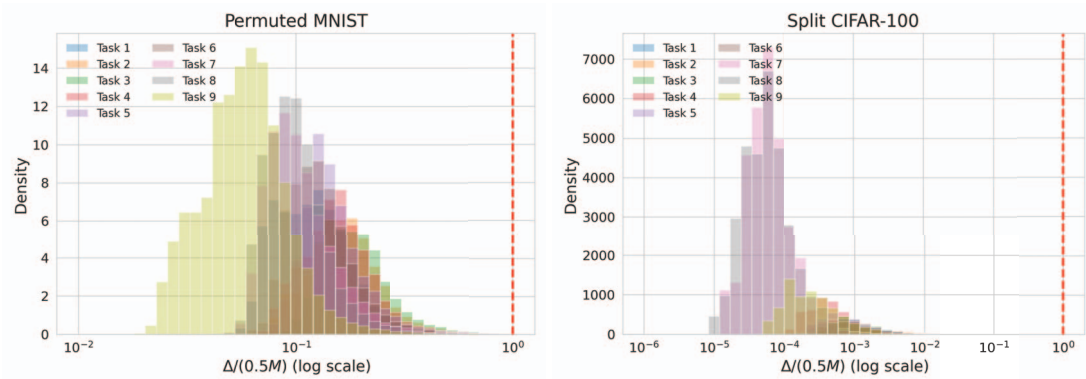 Permuted MNIST
Task 1 Task 6
Task 2 Task 7
Task 3 Task 8
Task 4 Task 9
Task 5
Density
14
12
10
8
6
4
2
0
10⁻² 10⁻¹ 10⁰
Δ/(0.5M) (log scale)
Split CIFAR-100
Task 1 Task 6
Task 2 Task 7
Task 3 Task 8
Task 4 Task 9
Task 5
Density
7000
6000
5000
4000
3000
2000
1000
0
10⁻⁶ 10⁻⁵ 10⁻⁴ 10⁻³ 10⁻² 10⁻¹ 10⁰
Δ/(0.5M) (log scale)